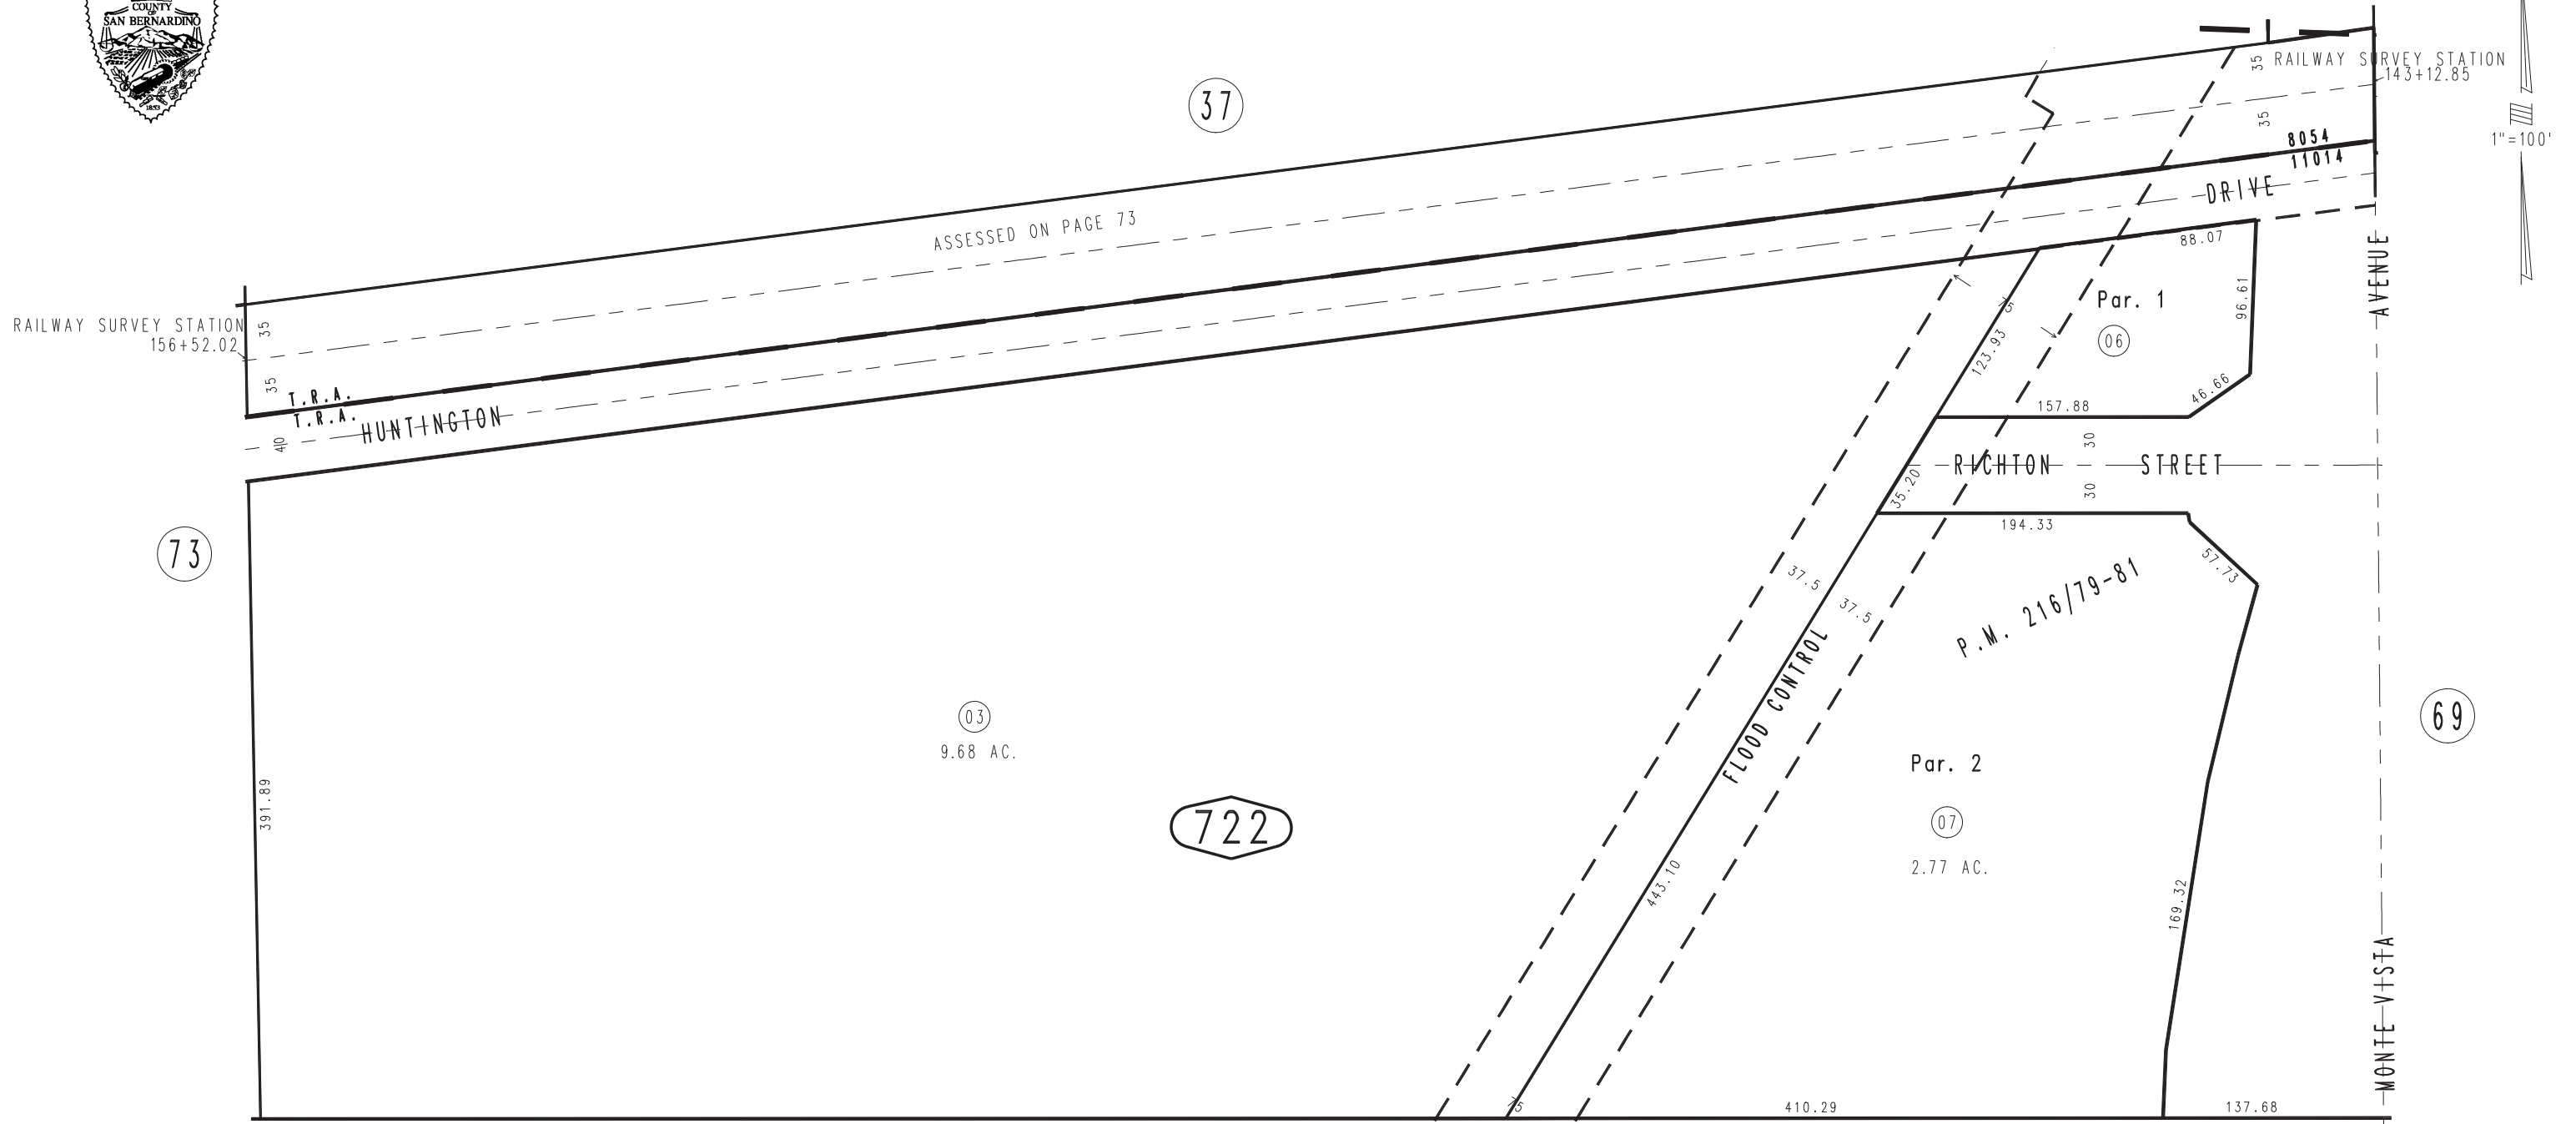 COUNTY
OF
SAN BERNARDINO
1853
37
RAILWAY SURVEY STATION
143+12.85
35
35
8054
11014
1"=100'
DRIVE
ASSESSED ON PAGE 73
88.07
AVENUE
RAILWAY SURVEY STATION
156+52.02
35
35
T.R.A.
T.R.A.
HUNTINGTON
40
75
123.93
Par. 1
06
96.61
46.66
157.88
30
RICHTON STREET
30
35.20
194.33
57.73
73
37.5
37.5
P.M. 216/79-81
FLOOD CONTROL
03
9.68 AC.
69
391.89
722
Par. 2
07
2.77 AC.
443.10
169.32
MONTE VISTA
75
410.29
137.68